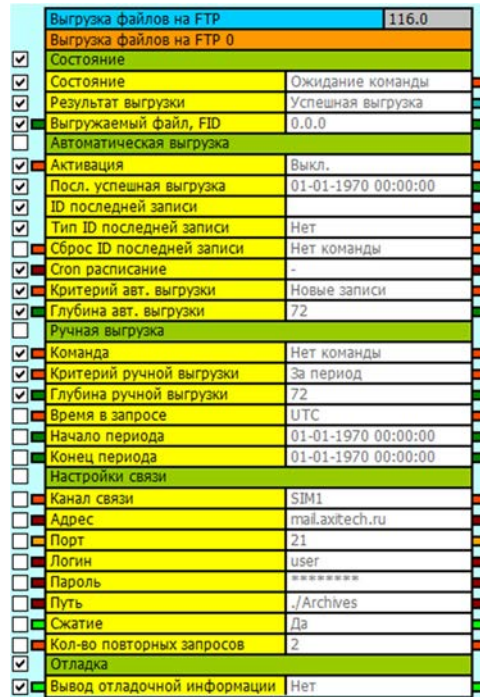 Выгрузка файлов на FTP 116.0
Выгрузка файлов на FTP 0
Состояние
Состояние Ожидание команды
Результат выгрузки Успешная выгрузка
Выгружаемый файл, FID 0.0.0
Автоматическая выгрузка
Активация Выкл.
Посл. успешная выгрузка 01-01-1970 00:00:00
ID последней записи
Тип ID последней записи Нет
Сброс ID последней записи Нет команды
Cron расписание -
Критерий авт. выгрузки Новые записи
Глубина авт. выгрузки 72
Ручная выгрузка
Команда Нет команды
Критерий ручной выгрузки За период
Глубина ручной выгрузки 72
Время в запросе UTC
Начало периода 01-01-1970 00:00:00
Конец периода 01-01-1970 00:00:00
Настройки связи
Канал связи SIM1
Адрес mail.axitech.ru
Порт 21
Логин user
Пароль ********
Путь ./Archives
Сжатие Да
Кол-во повторных запросов 2
Отладка
Вывод отладочной информации Нет